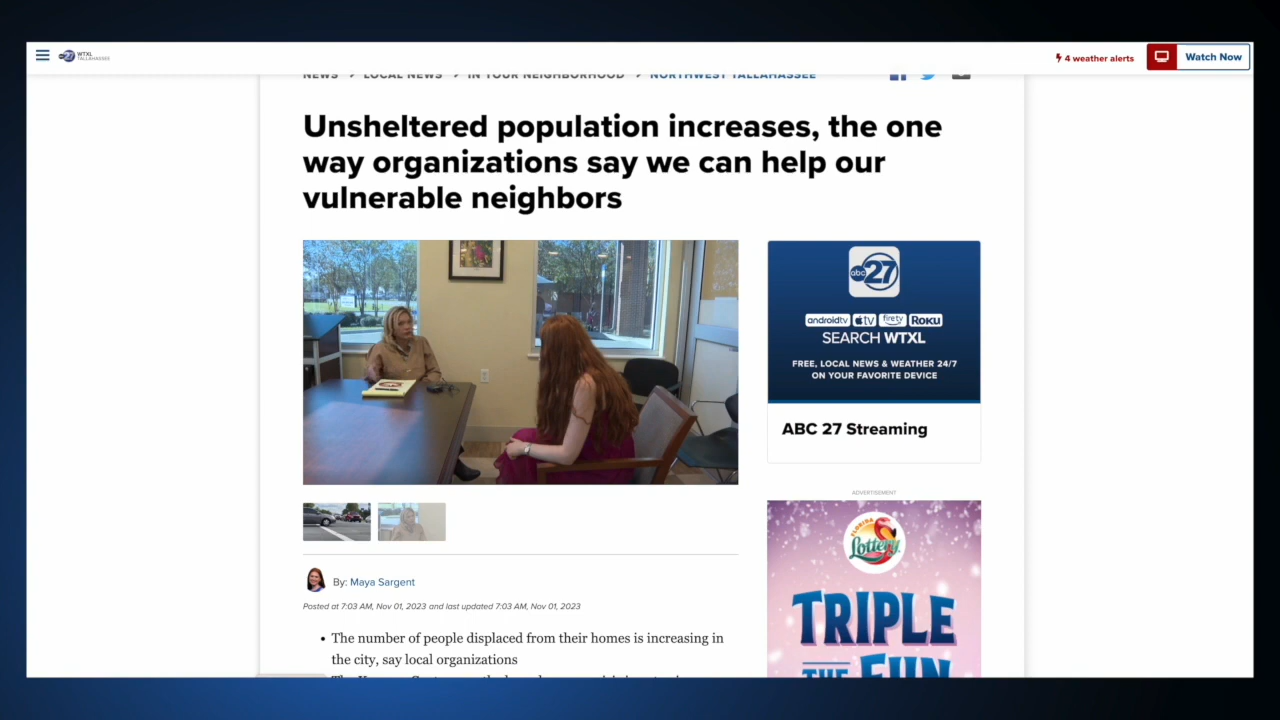 27 WTXL
TALLAHASSEE
4 weather alerts
Watch Now
NEWS > LOCAL NEWS > IN YOUR NEIGHBORHOOD > NORTHWEST TALLAHASSEE
Unsheltered population increases, the one
way organizations say we can help our
vulnerable neighbors
abc 27
androidtv tv firetv ROKU
SEARCH WTXL
FREE, LOCAL NEWS & WEATHER 24/7
ON YOUR FAVORITE DEVICE
ABC 27 Streaming
ADVERTISEMENT
FLORIDA
Lottery
TRIPLE
THE FUN
By: Maya Sargent
Posted at 7:03 AM, Nov 01, 2023 and last updated 7:03 AM, Nov 01, 2023
• The number of people displaced from their homes is increasing in
the city, say local organizations